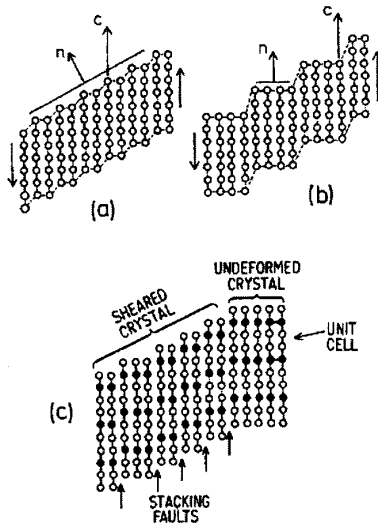 c
n
(a)
c
n
(b)
SHEARED
CRYSTAL
UNDEFORMED
CRYSTAL
UNIT
CELL
(c)
STACKING
FAULTS